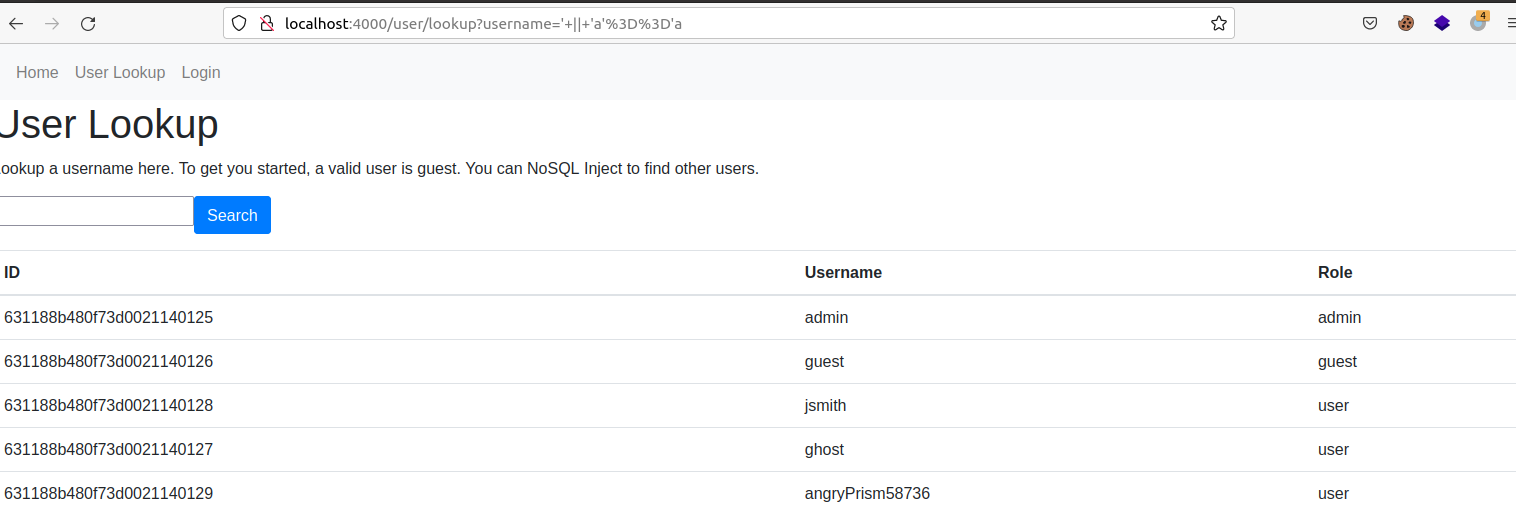 localhost:4000/user/lookup?username='+||+'a'%3D%3D'a
4
Home User Lookup Login
User Lookup
Lookup a username here. To get you started, a valid user is guest. You can NoSQL Inject to find other users.
Search
ID Username Role
631188b480f73d0021140125 admin admin
631188b480f73d0021140126 guest guest
631188b480f73d0021140128 jsmith user
631188b480f73d0021140127 ghost user
631188b480f73d0021140129 angryPrism58736 user